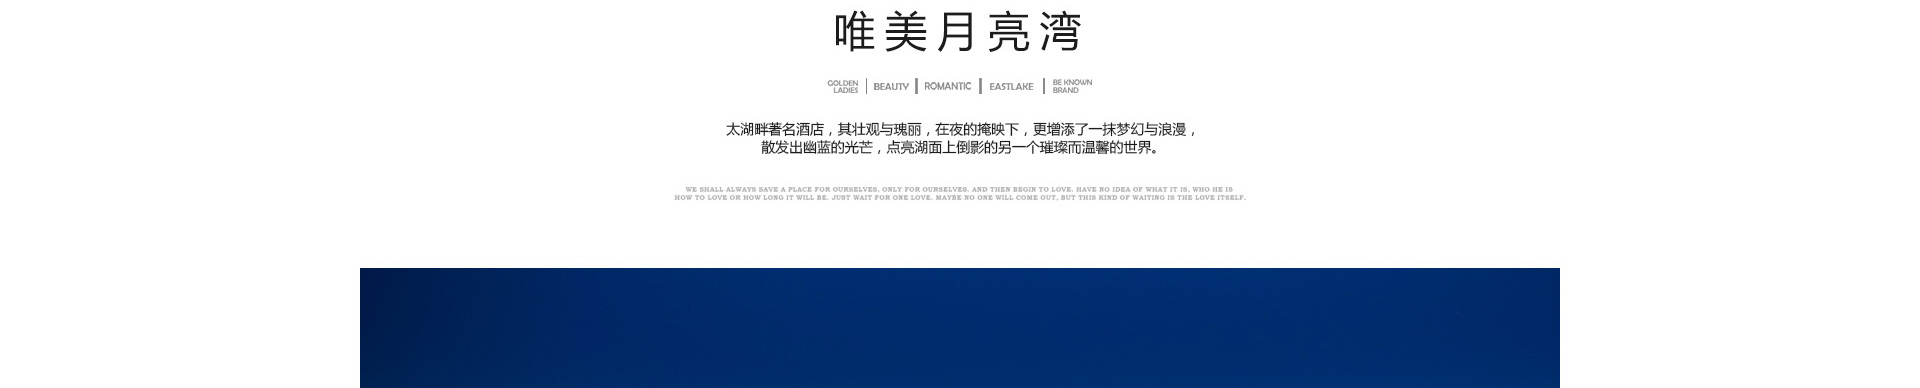 唯美月亮湾
GOLDEN LADIES | BEAUTY | ROMANTIC | EASTLAKE | BE KNOWN BRAND
太湖畔著名酒店，其壮观与瑰丽，在夜的掩映下，更增添了一抹梦幻与浪漫，
散发出幽蓝的光芒，点亮湖面上倒影的另一个璀璨而温馨的世界。
WE SHALL ALWAYS SAVE A PLACE FOR OURSELVES, ONLY FOR OURSELVES. AND THEN BEGIN TO LOVE. HAVE NO IDEA OF WHAT IT IS, WHO HE IS
HOW TO LOVE OR HOW LONG IT WILL BE. JUST WAIT FOR ONE LOVE. MAYBE NO ONE WILL COME OUT, BUT THIS KIND OF WAITING IS THE LOVE ITSELF.